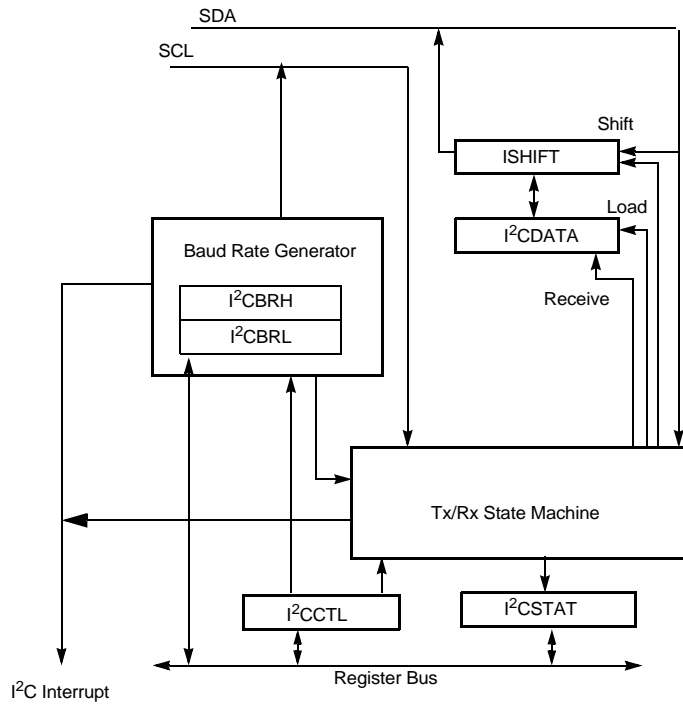 SDA
SCL
Shift
ISHIFT
Load
I²CDATA
Baud Rate Generator
Receive
I²CBRH
I²CBRL
Tx/Rx State Machine
I²CCTL
I²CSTAT
Register Bus
I²C Interrupt